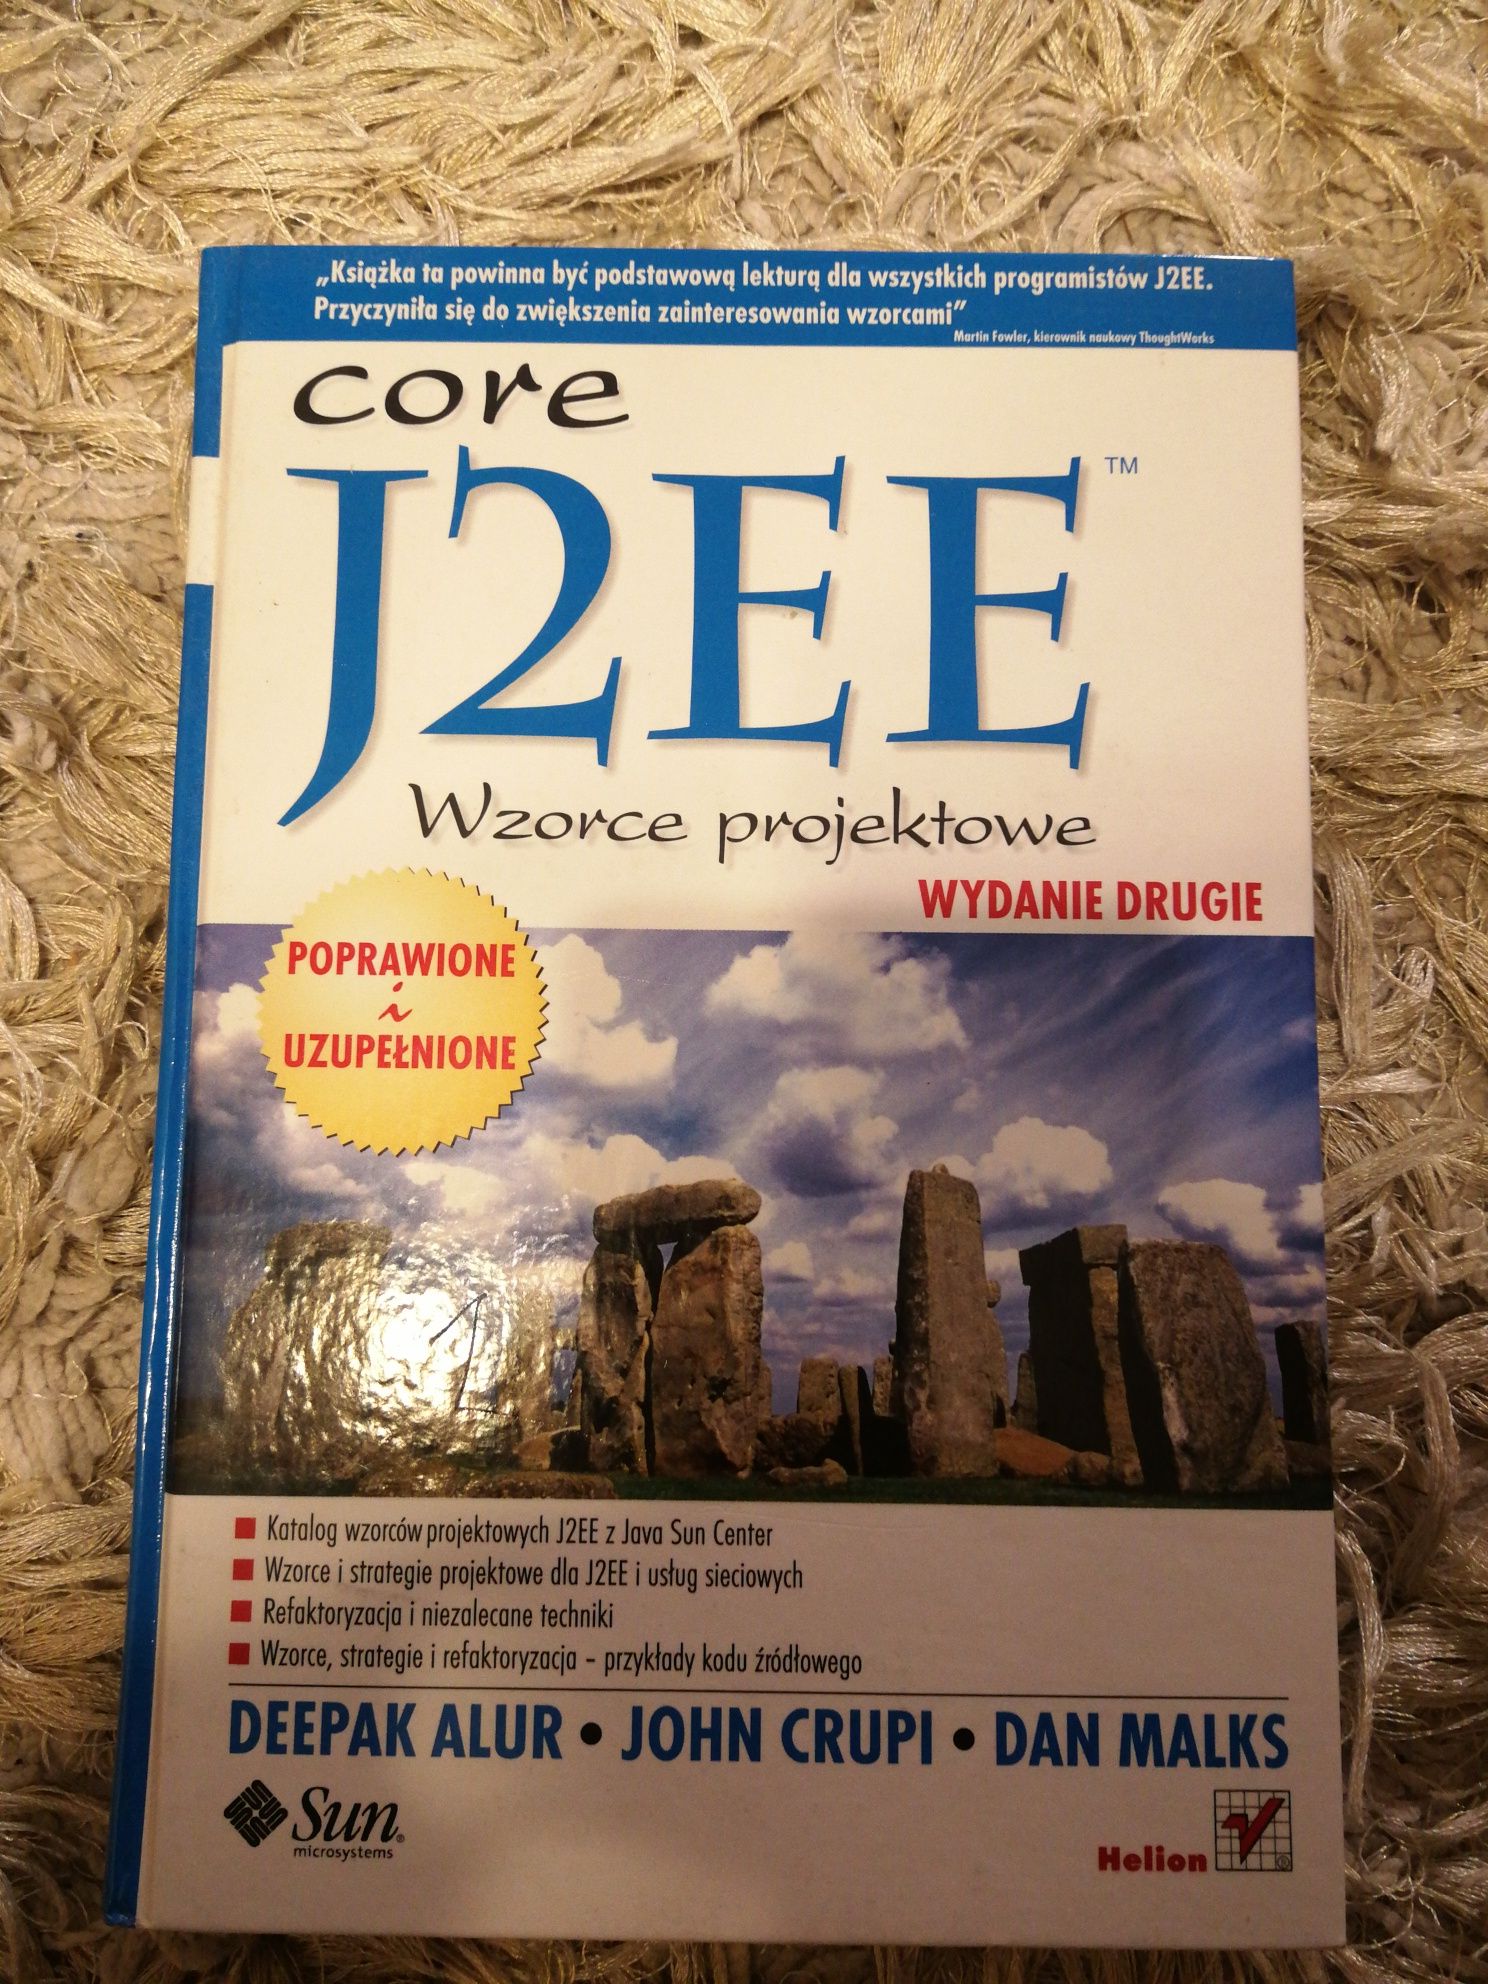 „Książka ta powinna być podstawową lekturą dla wszystkich programistów J2EE.
Przyczyniła się do zwiększenia zainteresowania wzorcami”
Martin Fowler, kierownik naukowy ThoughtWorks
core
J2EE™
Wzorce projektowe
WYDANIE DRUGIE
POPRAWIONE
i
UZUPEŁNIONE
1
Katalog wzorców projektowych J2EE z Java Sun Center
Wzorce i strategie projektowe dla J2EE i usług sieciowych
Refaktoryzacja i niezalecane techniki
Wzorce, strategie i refaktoryzacja – przykłady kodu źródłowego
DEEPAK ALUR • JOHN CRUPI • DAN MALKS
Sun®
microsystems
Helion®